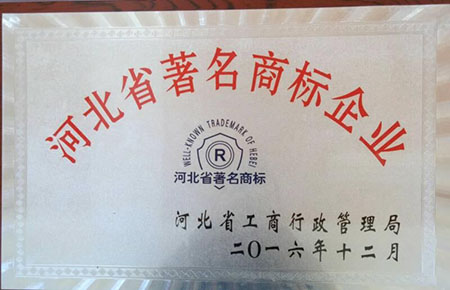 河北省著名商标企业
WELL-KNOWN TRADEMARK OF HEBEI
R
河北省著名商标
河北省工商行政管理局
二〇一六年十二月